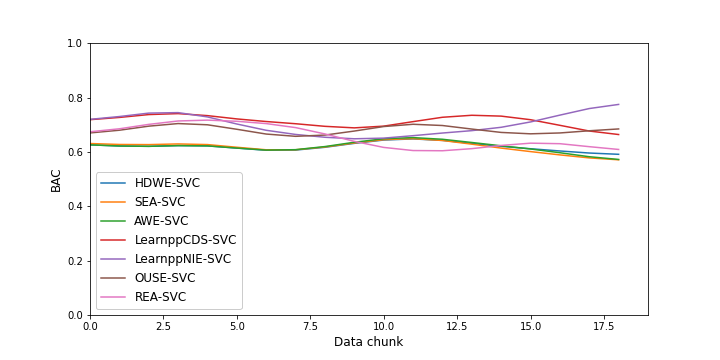 1.0
0.8
0.6
0.4
0.2
0.0
BAC
HDWE-SVC
SEA-SVC
AWE-SVC
LearnppCDS-SVC
LearnppNIE-SVC
OUSE-SVC
REA-SVC
0.0 2.5 5.0 7.5 10.0 12.5 15.0 17.5
Data chunk